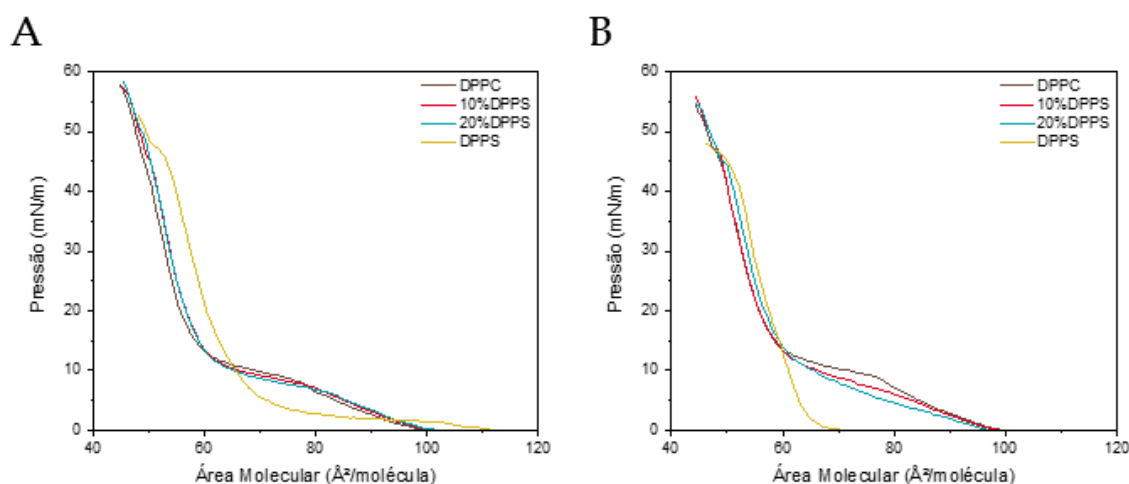 A
60
50
40
30
20
10
0
Pressão (mN/m)
DPPC
10%DPPS
20%DPPS
DPPS
40 60 80 100 120
Área Molecular (Å²/molécula)
B
60
50
40
30
20
10
0
Pressão (mN/m)
DPPC
10%DPPS
20%DPPS
DPPS
40 60 80 100 120
Área Molecular (Å²/molécula)